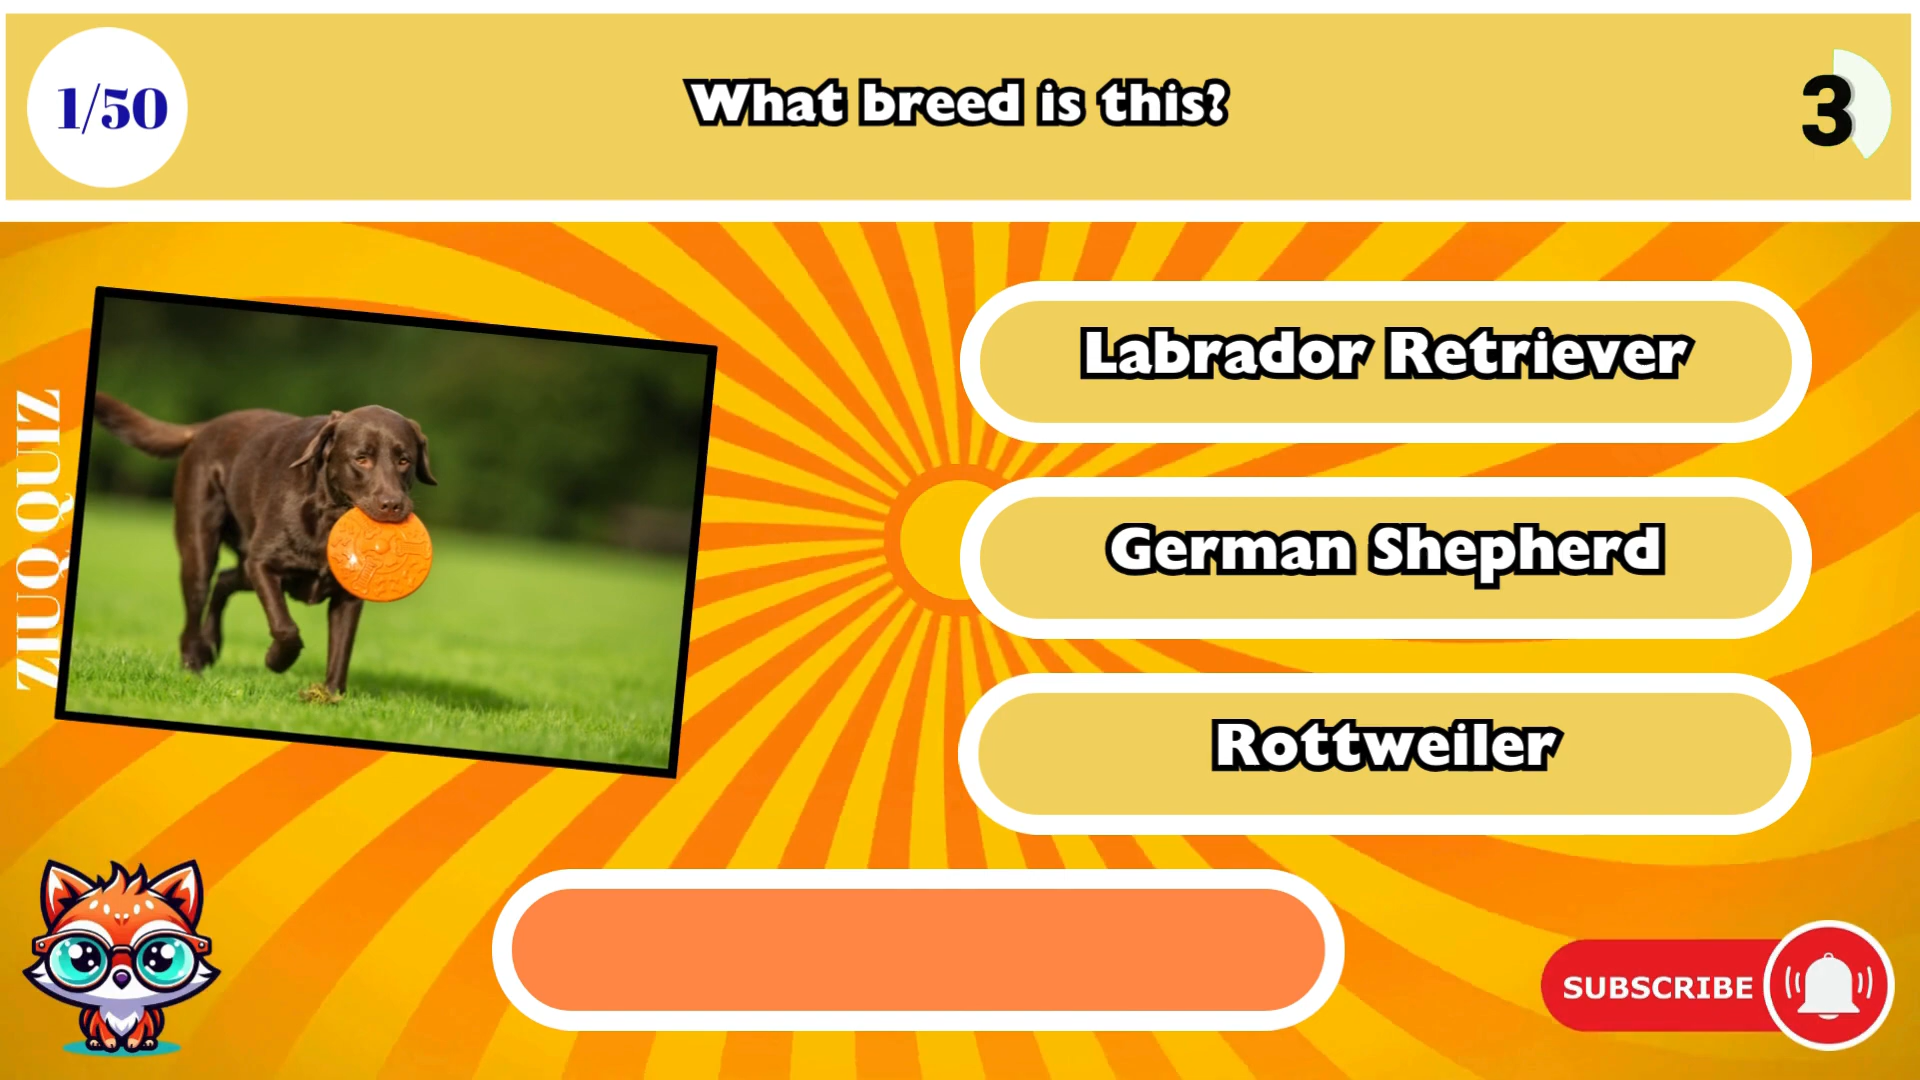 1/50
What breed is this?
3
ZIUQ QUIZ
Labrador Retriever
German Shepherd
Rottweiler
SUBSCRIBE